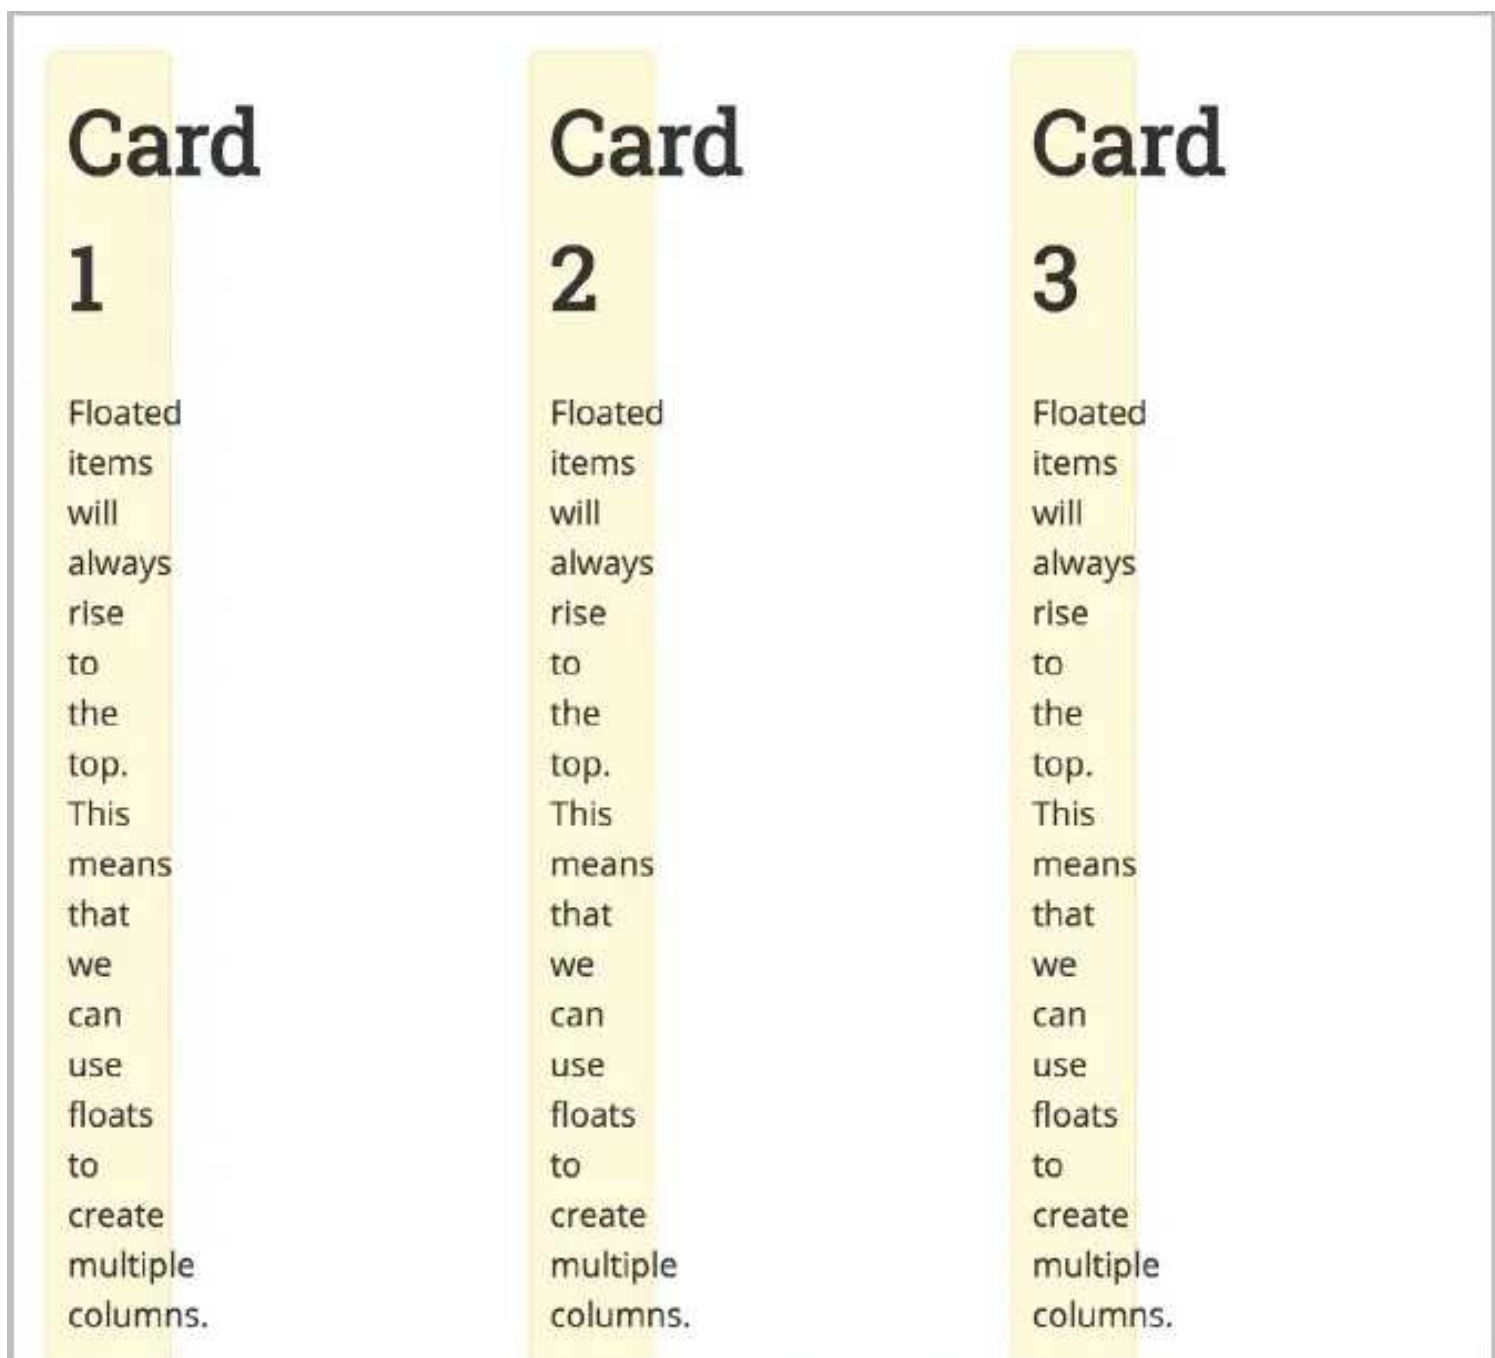 Card
1
Floated
items
will
always
rise
to
the
top.
This
means
that
we
can
use
floats
to
create
multiple
columns.
Card
2
Floated
items
will
always
rise
to
the
top.
This
means
that
we
can
use
floats
to
create
multiple
columns.
Card
3
Floated
items
will
always
rise
to
the
top.
This
means
that
we
can
use
floats
to
create
multiple
columns.